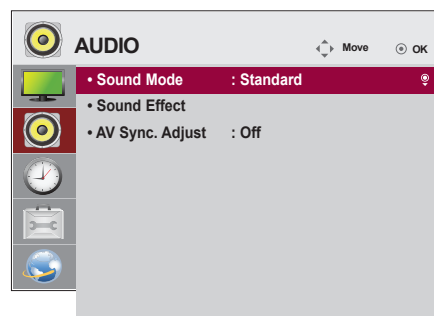 AUDIO
Move
OK
• Sound Mode : Standard
• Sound Effect
• AV Sync. Adjust : Off